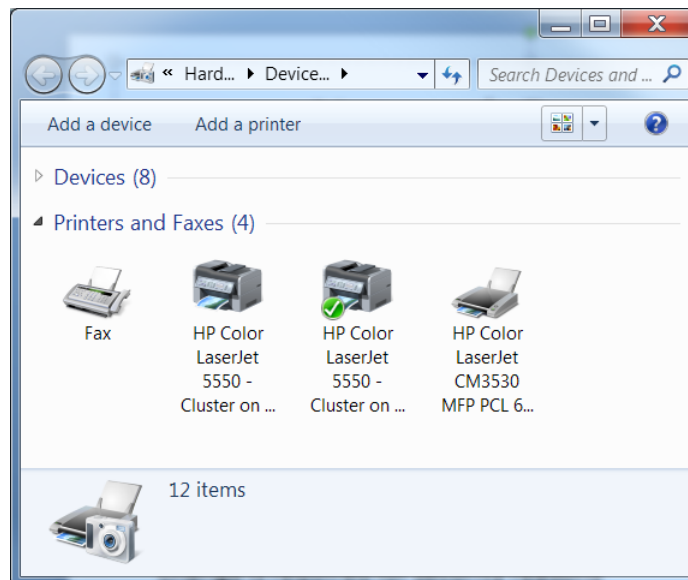 « Hard... Device... Search Devices and ...
Add a device Add a printer
Devices (8)
Printers and Faxes (4)
Fax
HP Color
LaserJet
5550 -
Cluster on ...
HP Color
LaserJet
5550 -
Cluster on ...
HP Color
LaserJet
CM3530
MFP PCL 6...
12 items